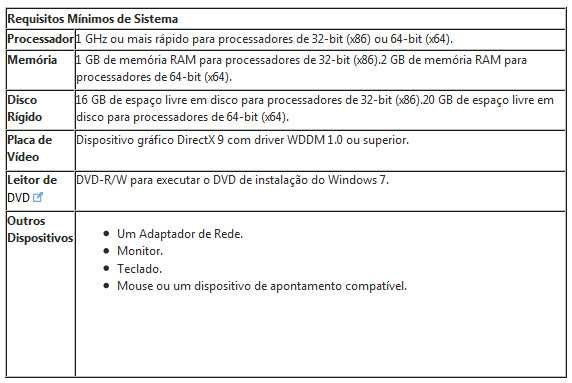 Requisitos Mínimos de Sistema
Processador 1 GHz ou mais rápido para processadores de 32-bit (x86) ou 64-bit (x64).
Memória 1 GB de memória RAM para processadores de 32-bit (x86).2 GB de memória RAM para
processadores de 64-bit (x64).
Disco 16 GB de espaço livre em disco para processadores de 32-bit (x86).20 GB de espaço livre em
Rígido disco para processadores de 64-bit (x64).
Placa de Dispositivo gráfico DirectX 9 com driver WDDM 1.0 ou superior.
Vídeo
Leitor de DVD-R/W para executar o DVD de instalação do Windows 7.
DVD
Outros
Dispositivos
Um Adaptador de Rede.
Monitor.
Teclado.
Mouse ou um dispositivo de apontamento compatível.